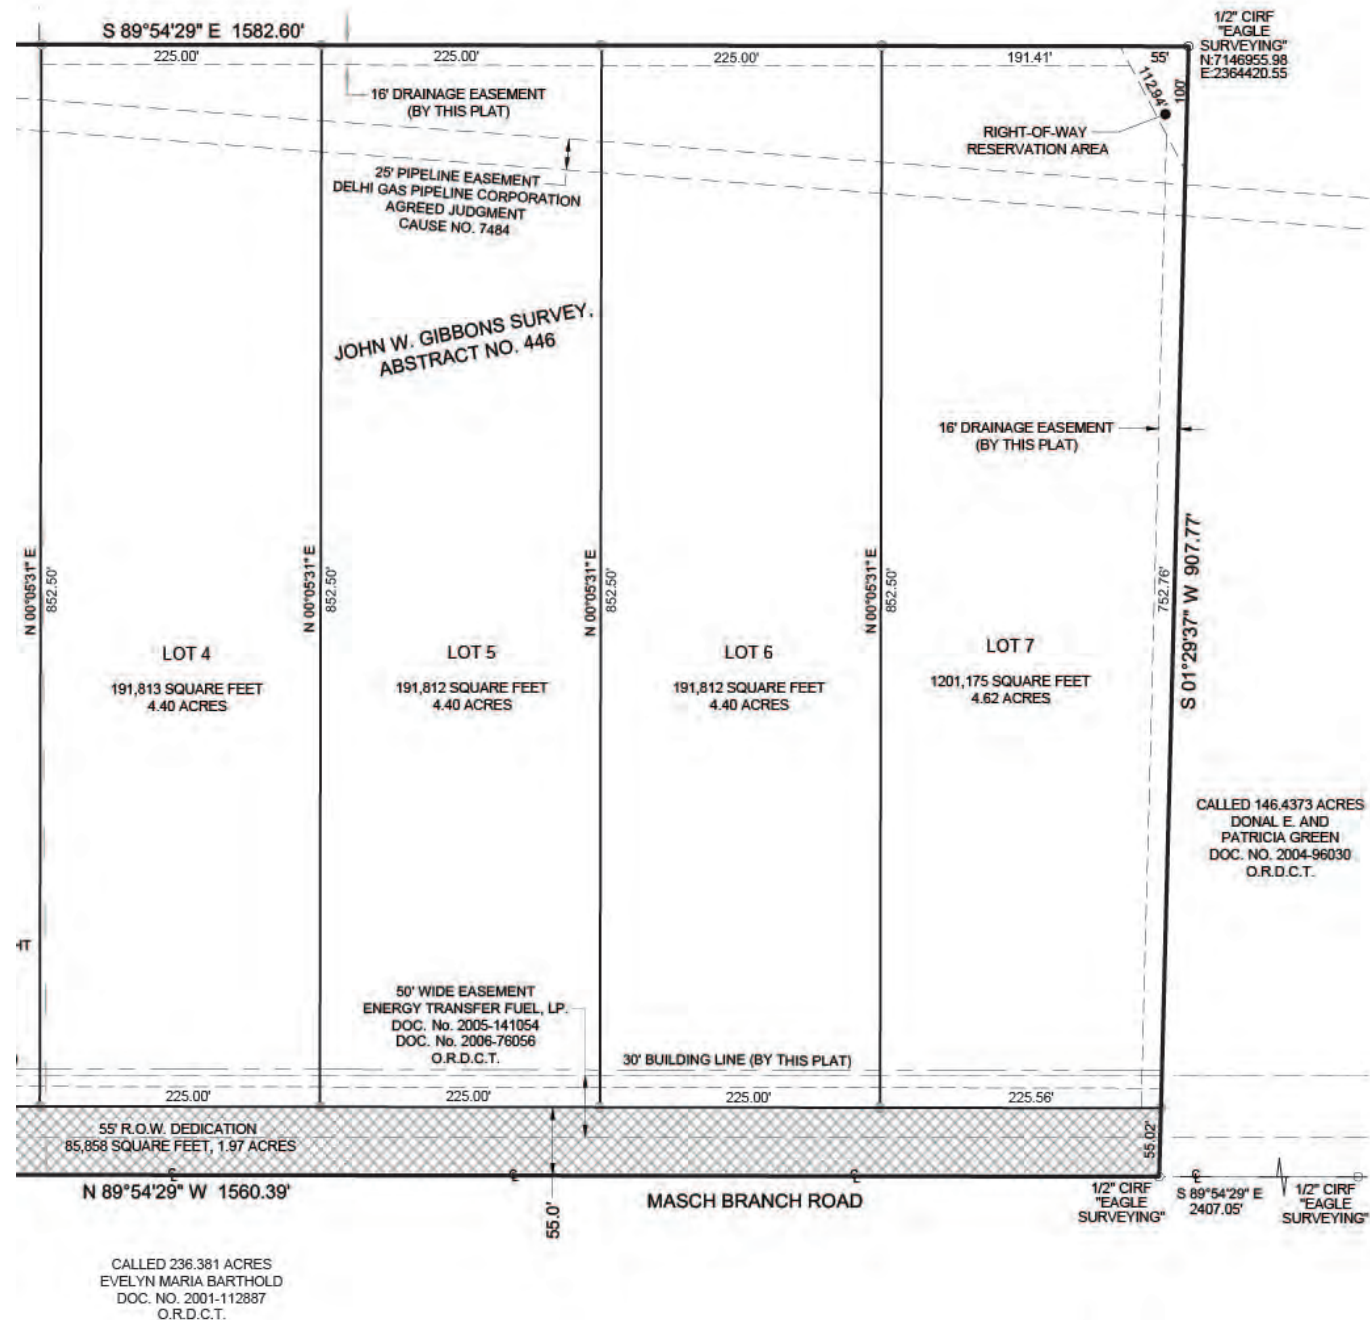 S 89°54'29" E 1582.60'
1/2" CIRF
"EAGLE
SURVEYING"
N:7146955.98
E:2364420.55
225.00'
225.00'
225.00'
191.41'
55'
112.94'
100'
16' DRAINAGE EASEMENT
(BY THIS PLAT)
RIGHT-OF-WAY
RESERVATION AREA
25' PIPELINE EASEMENT
DELHI GAS PIPELINE CORPORATION
AGREED JUDGMENT
CAUSE NO. 7484
JOHN W. GIBBONS SURVEY,
ABSTRACT NO. 446
16' DRAINAGE EASEMENT
(BY THIS PLAT)
N 00°05'31" E
852.50'
N 00°05'31" E
852.50'
N 00°05'31" E
852.50'
N 00°05'31" E
852.50'
752.76'
S 01°29'37" W 907.77'
LOT 4
191,813 SQUARE FEET
4.40 ACRES
LOT 5
191,812 SQUARE FEET
4.40 ACRES
LOT 6
191,812 SQUARE FEET
4.40 ACRES
LOT 7
1201,175 SQUARE FEET
4.62 ACRES
CALLED 146.4373 ACRES
DONAL E. AND
PATRICIA GREEN
DOC. NO. 2004-96030
O.R.D.C.T.
HT
50' WIDE EASEMENT
ENERGY TRANSFER FUEL, LP.
DOC. No. 2005-141054
DOC. No. 2006-76056
O.R.D.C.T.
30' BUILDING LINE (BY THIS PLAT)
225.00'
225.00'
225.00'
225.56'
55' R.O.W. DEDICATION
85,858 SQUARE FEET, 1.97 ACRES
55.02'
N 89°54'29" W 1560.39'
55.0'
MASCH BRANCH ROAD
1/2" CIRF
"EAGLE
SURVEYING"
S 89°54'29" E
2407.05'
1/2" CIRF
"EAGLE
SURVEYING"
CALLED 236.381 ACRES
EVELYN MARIA BARTHOLD
DOC. NO. 2001-112887
O.R.D.C.T.